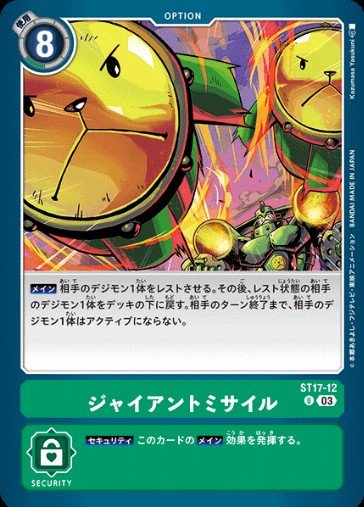 OPTION
使用
8
Kazumasa Yasukuni
BANDAI MADE IN JAPAN
©本郷あきよし・フジテレビ・東映アニメーション
メイン 相手のデジモン1体をレストさせる。その後、レスト状態の相手
のデジモン1体をデッキの下に戻す。相手のターン終了まで、相手のデ
ジモン1体はアクティブにならない。
ST17-12
ジャイアントミサイル
U 03
セキュリティ このカードの メイン 効果を発揮する。
SECURITY